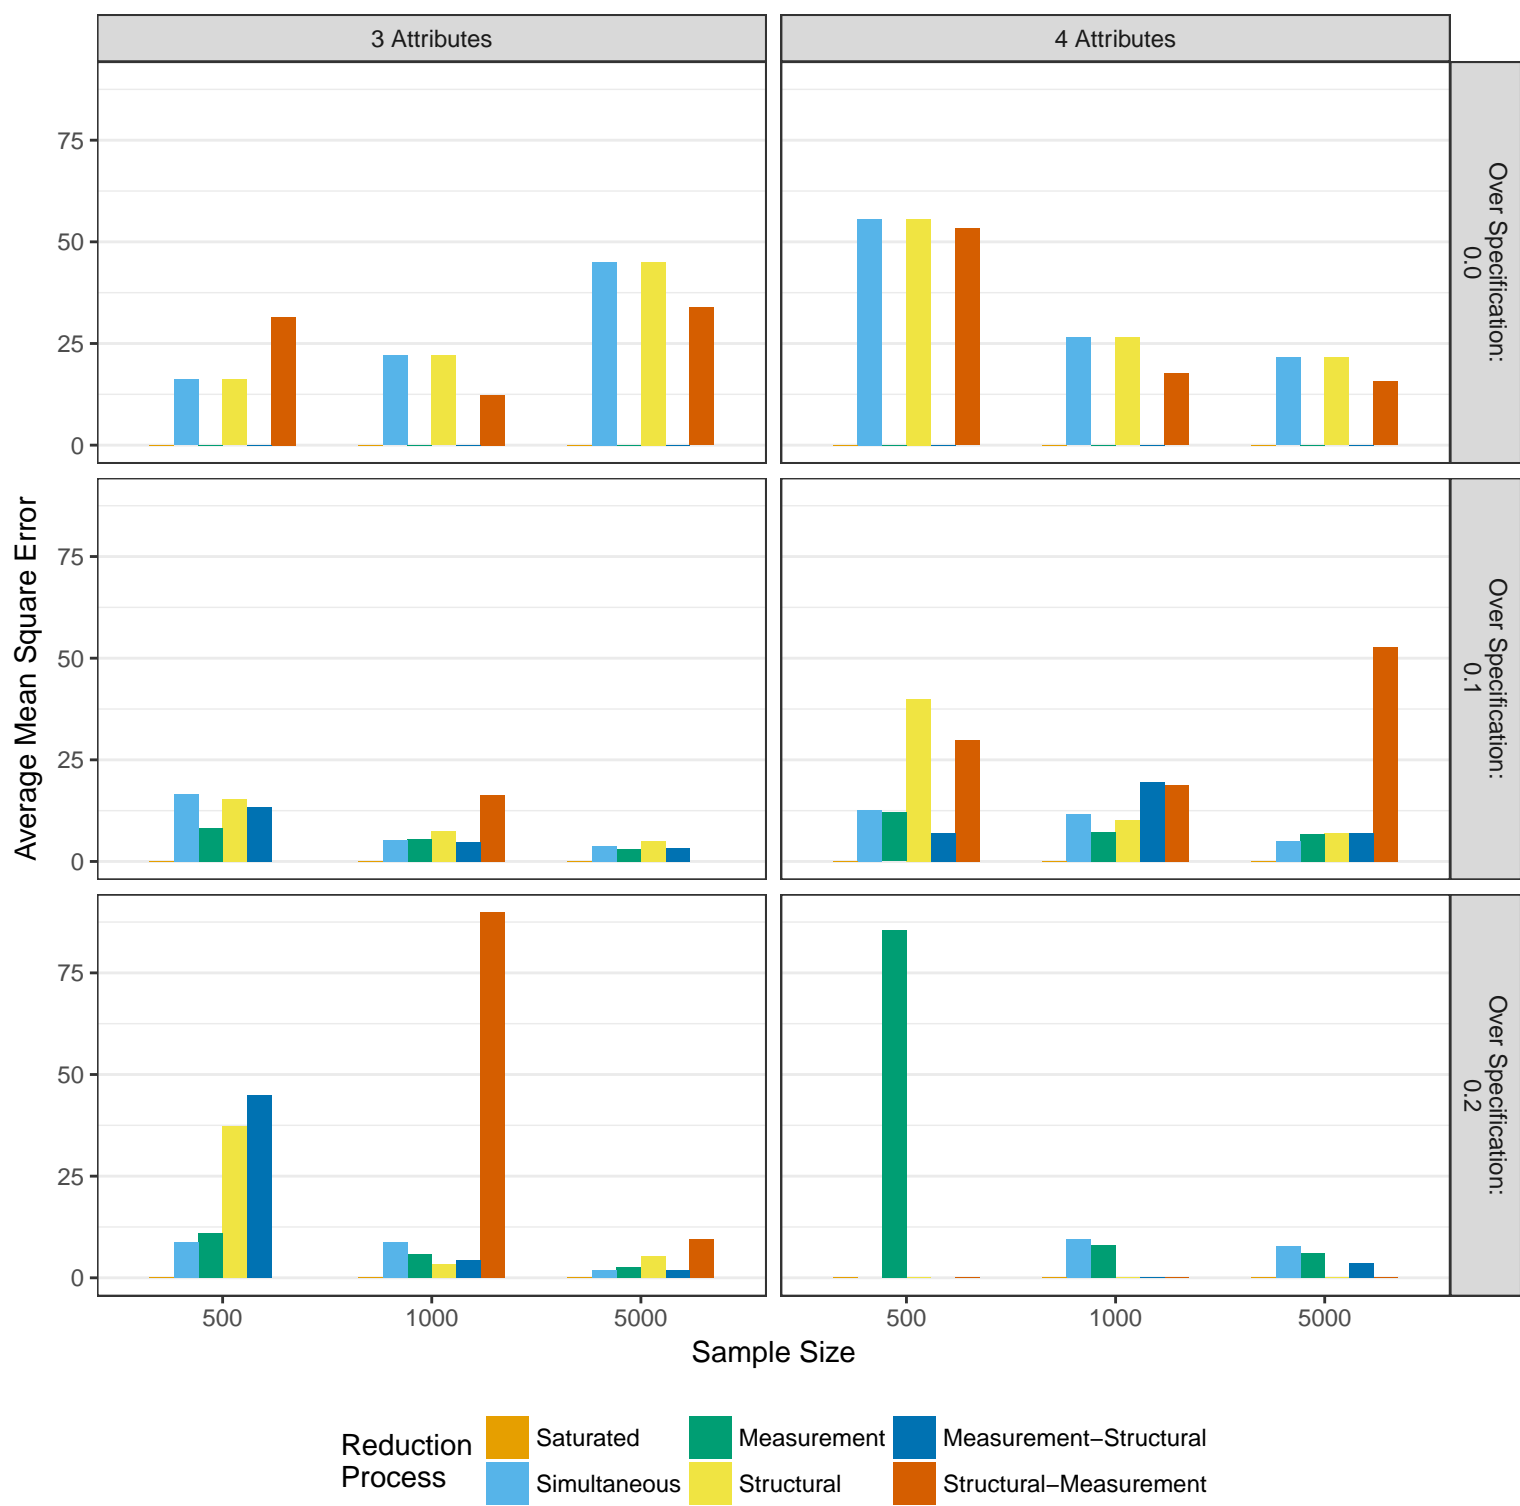 3 Attributes
4 Attributes
75
50
25
0
Over Specification:
0.0
Average Mean Square Error
75
50
25
0
Over Specification:
0.1
75
50
25
0
Over Specification:
0.2
500
1000
5000
500
1000
5000
Sample Size
Reduction
Process
Saturated
Measurement
Measurement−Structural
Simultaneous
Structural
Structural−Measurement